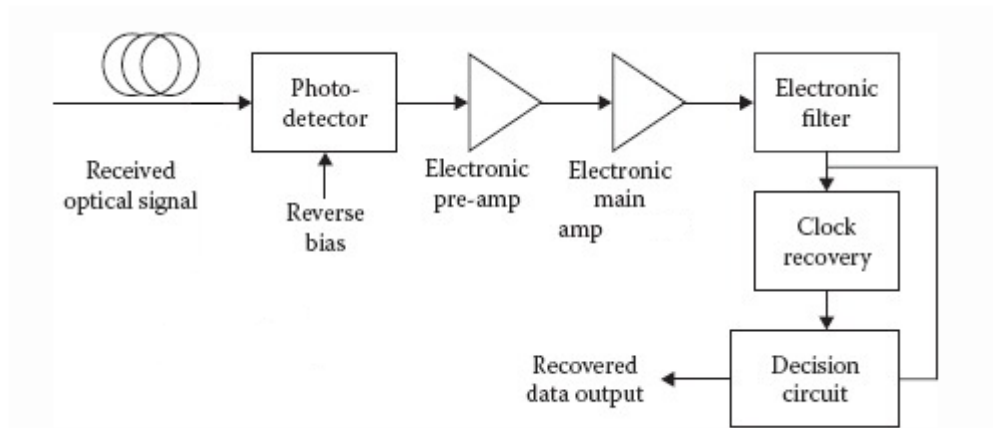 Photo-
detector
Electronic
filter
Received
optical signal
Reverse
bias
Electronic
pre-amp
Electronic
main
amp
Clock
recovery
Recovered
data output
Decision
circuit